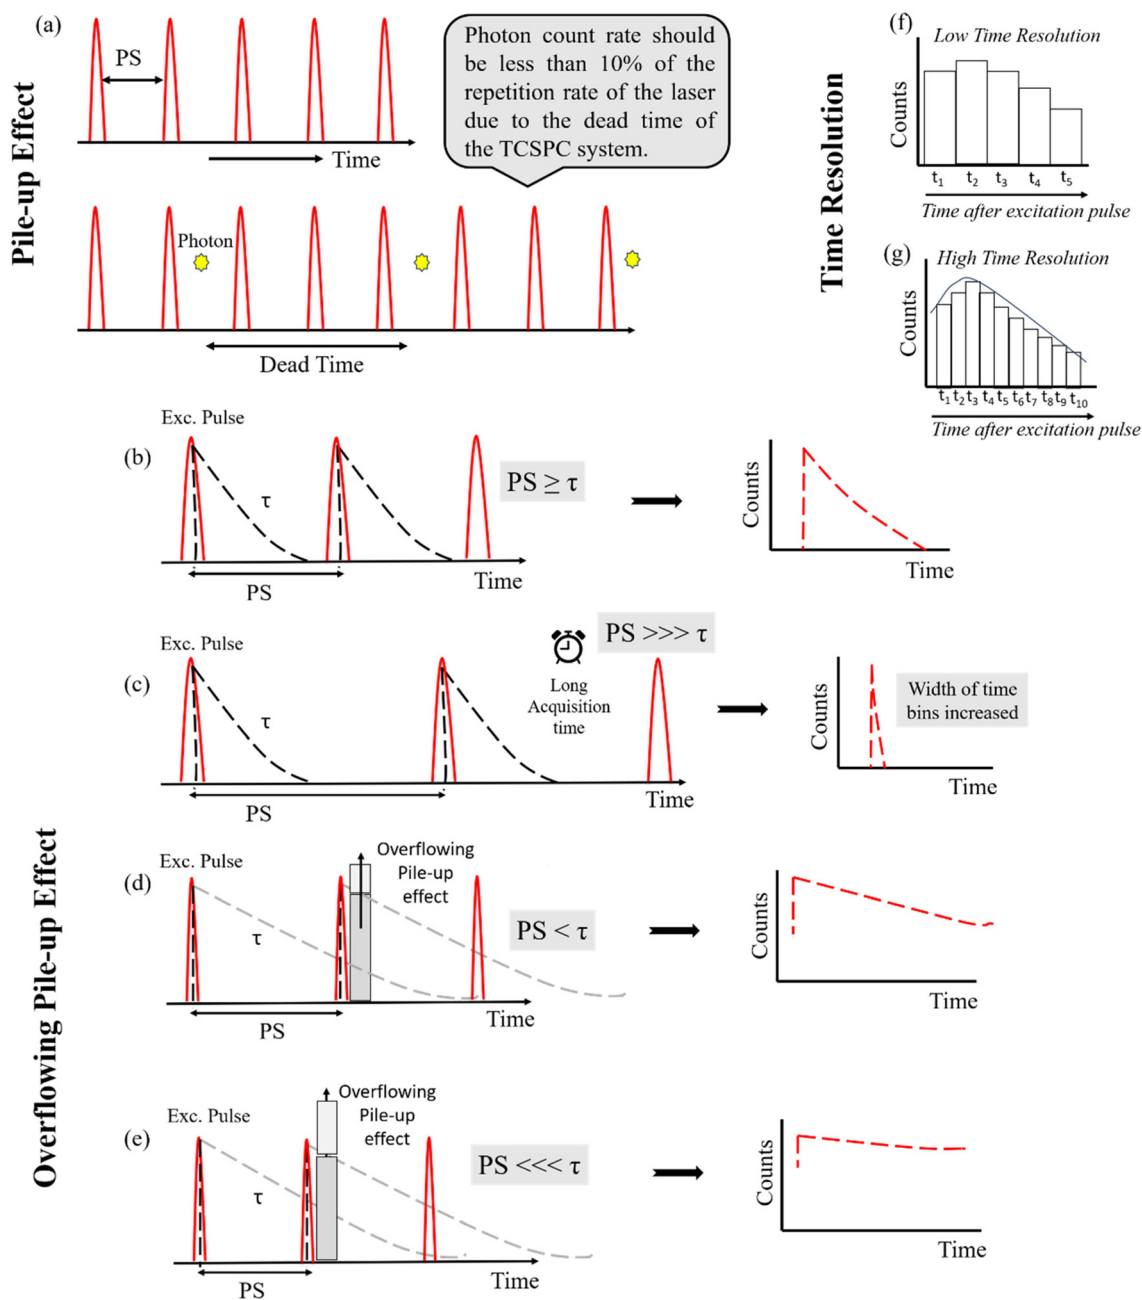 Pile-up Effect
(a)
PS
Time
Photon count rate should
be less than 10% of the
repetition rate of the laser
due to the dead time of
the TCSPC system.
Photon
Dead Time
Time Resolution
(f)
Low Time Resolution
Counts
t1 t2 t3 t4 t5
Time after excitation pulse
(g)
High Time Resolution
Counts
t1 t2 t3 t4 t5 t6 t7 t8 t9 t10
Time after excitation pulse
Overflowing Pile-up Effect
(b)
Exc. Pulse
τ
PS
Time
PS ≥ τ
Counts
Time
(c)
Exc. Pulse
τ
PS
Long
Acquisition
time
PS >>> τ
Time
Counts
Width of time
bins increased
Time
(d)
Exc. Pulse
τ
PS
Overflowing
Pile-up
effect
PS < τ
Time
Counts
Time
(e)
Exc. Pulse
τ
PS
Overflowing
Pile-up
effect
PS <<< τ
Time
Counts
Time